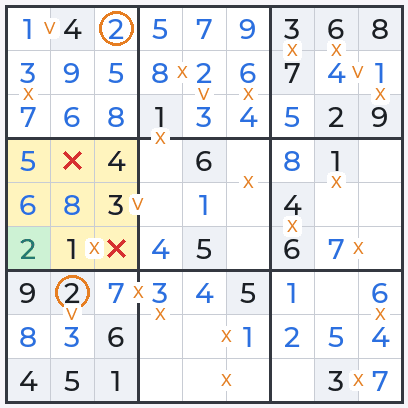 1 V 4 2 5 7 9 3 6 8
X X
3 9 5 8 X 2 6 7 4 V 1
X V X X
7 6 8 1 3 4 5 2 9
X
5 X 4 6 8 1
X X
6 8 3 V 1 4
X
2 1 X X 4 5 6 7 X
9 2 7 X 3 4 5 1 6
V X X
8 3 6 X 1 2 5 4
4 5 1 X 3 X 7